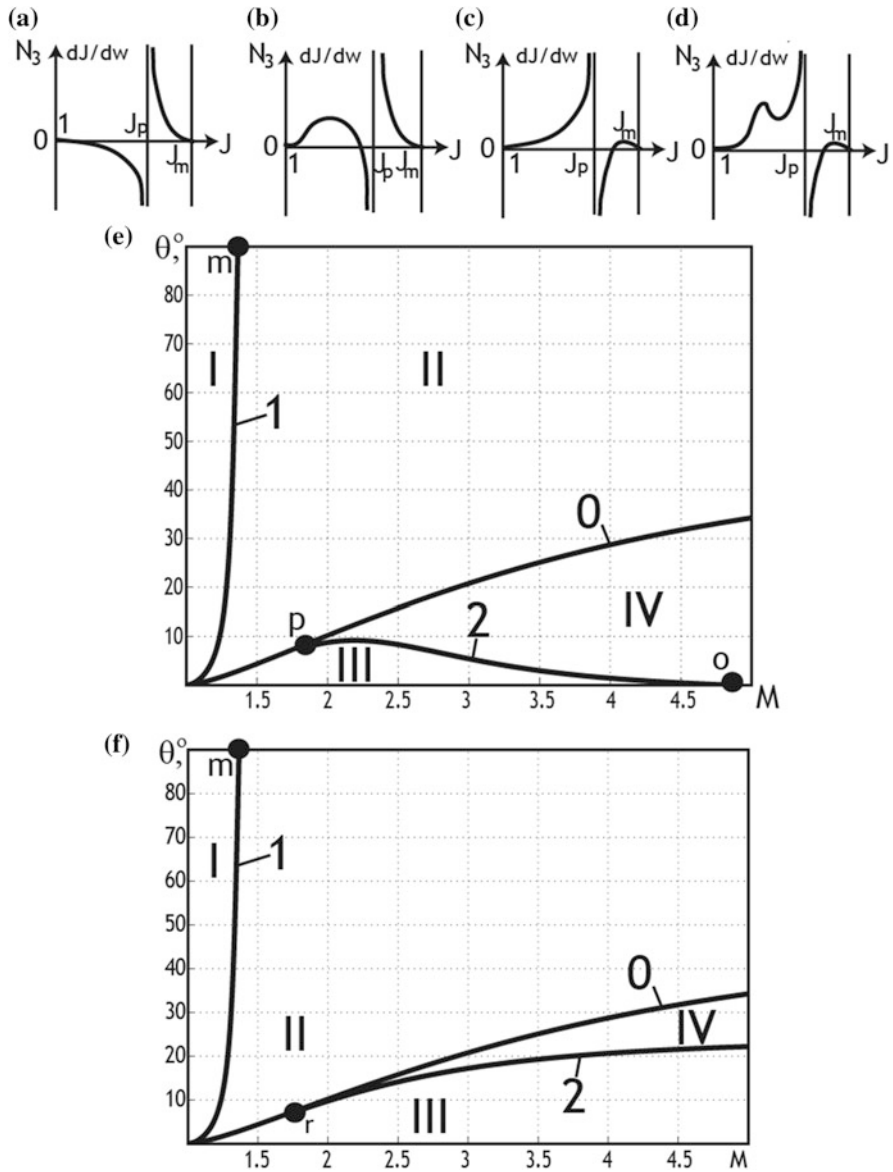 (a)
N₃ dJ/dw
0
1
Jₚ
Jₘ
J
(b)
N₃ dJ/dw
0
1
Jₚ
Jₘ
J
(c)
N₃ dJ/dw
0
1
Jₚ
Jₘ
J
(d)
N₃ dJ/dw
0
1
Jₚ
Jₘ
J
(e)
θ,°
m
80
70
60
50
40
30
20
10
I
II
1
0
p
2
IV
III
o
1.5 2 2.5 3 3.5 4 4.5 M
(f)
θ,°
m
80
70
60
50
40
30
20
10
I
1
0
II
IV
2
III
r
1.5 2 2.5 3 3.5 4 4.5 M